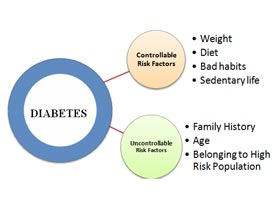 DIABETES
Controllable
Risk Factors
• Weight
• Diet
• Bad habits
• Sedentary life
Uncontrollable
Risk Factors
• Family History
• Age
• Belonging to High
Risk Population